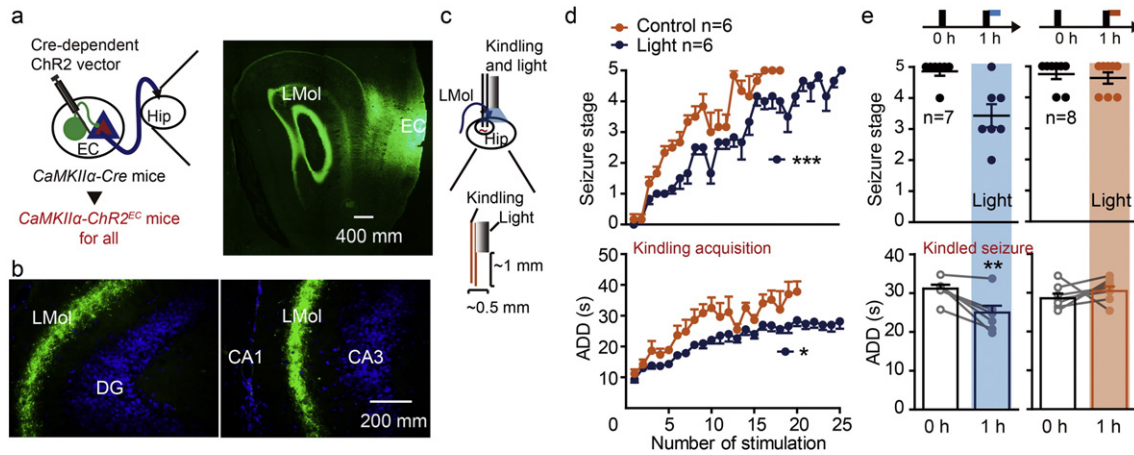 a
Cre-dependent
ChR2 vector
Hip
EC
CaMKIIα-Cre mice
CaMKIIα-ChR2EC mice
for all
LMol
EC
400 mm
b
LMol
DG
CA1
LMol
CA3
200 mm
c
Kindling
and light
LMol
Hip
Kindling
Light
~1 mm
~0.5 mm
d
Control n=6
Light n=6
Seizure stage
5
4
3
2
1
0
***
Kindling acquisition
ADD (s)
50
40
30
20
10
0
*
0 5 10 15 20 25
Number of stimulation
e
0 h 1 h
0 h 1 h
Seizure stage
5
4
3
2
1
0
n=7
Light
n=8
Light
Kindled seizure
ADD (s)
40
30
20
0
**
0 h 1 h
0 h 1 h